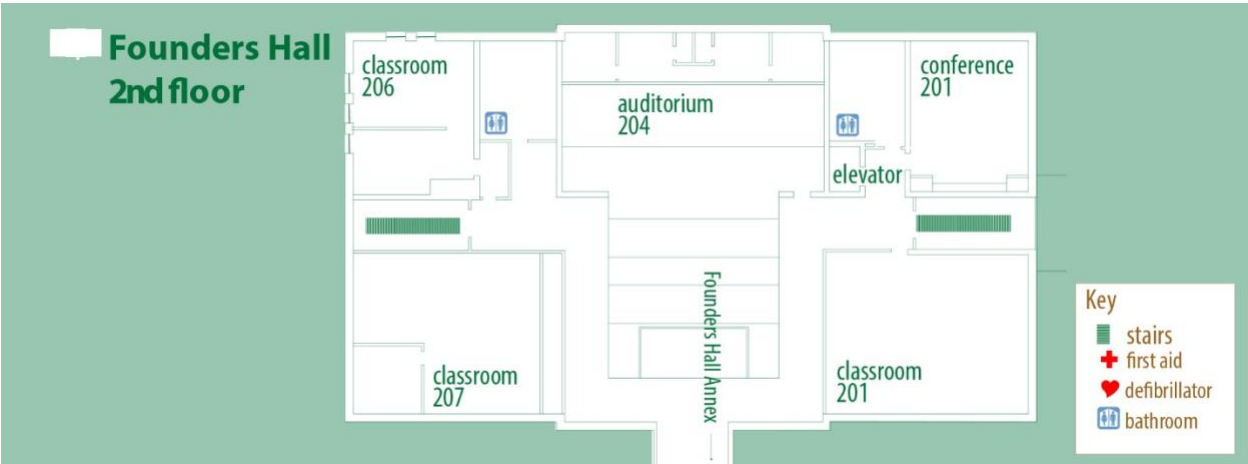 Founders Hall
2nd floor
classroom
206
auditorium
204
conference
201
elevator
Founders Hall Annex
classroom
207
classroom
201
Key
stairs
first aid
defibrillator
bathroom